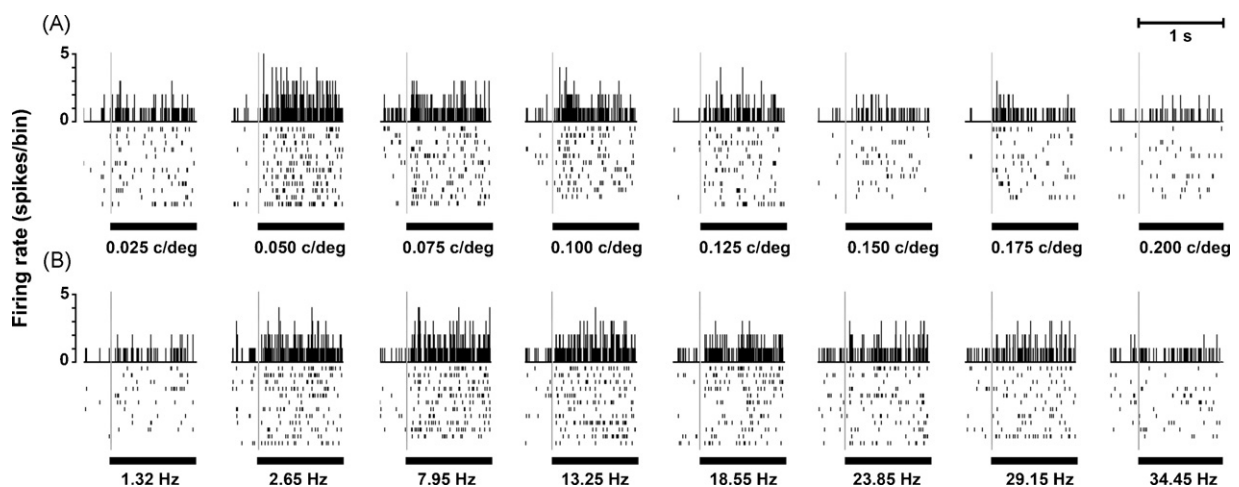 (A)
1 s
Firing rate (spikes/bin)
5
0
0.025 c/deg 0.050 c/deg 0.075 c/deg 0.100 c/deg 0.125 c/deg 0.150 c/deg 0.175 c/deg 0.200 c/deg
(B)
5
0
1.32 Hz 2.65 Hz 7.95 Hz 13.25 Hz 18.55 Hz 23.85 Hz 29.15 Hz 34.45 Hz